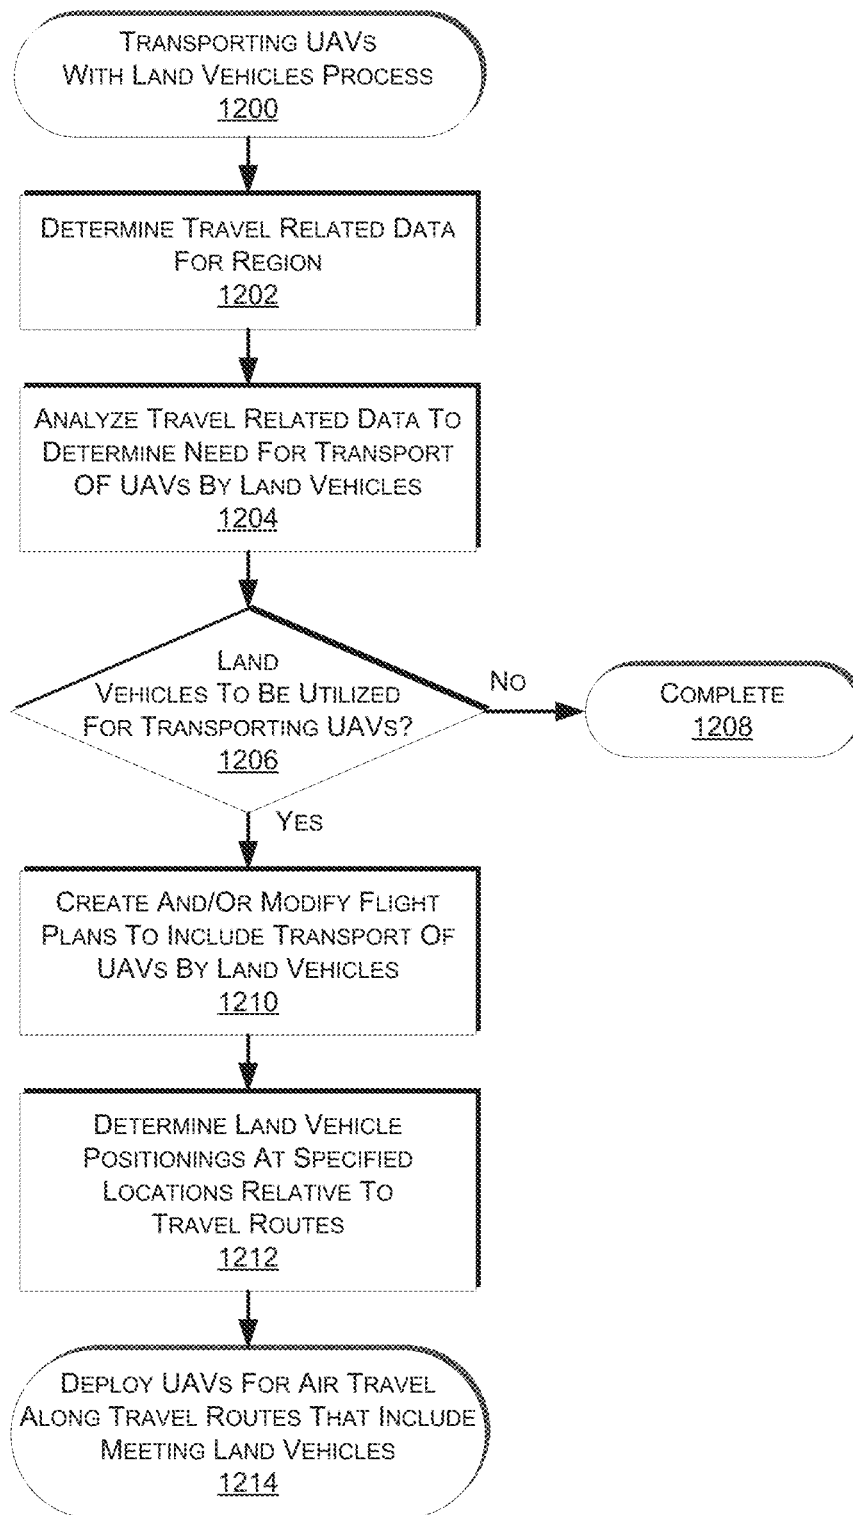 TRANSPORTING UAVS
WITH LAND VEHICLES PROCESS
1200
DETERMINE TRAVEL RELATED DATA
FOR REGION
1202
ANALYZE TRAVEL RELATED DATA TO
DETERMINE NEED FOR TRANSPORT
OF UAVS BY LAND VEHICLES
1204
LAND
VEHICLES TO BE UTILIZED
FOR TRANSPORTING UAVS?
1206
NO
COMPLETE
1208
YES
CREATE AND/OR MODIFY FLIGHT
PLANS TO INCLUDE TRANSPORT OF
UAVS BY LAND VEHICLES
1210
DETERMINE LAND VEHICLE
POSITIONINGS AT SPECIFIED
LOCATIONS RELATIVE TO
TRAVEL ROUTES
1212
DEPLOY UAVS FOR AIR TRAVEL
ALONG TRAVEL ROUTES THAT INCLUDE
MEETING LAND VEHICLES
1214